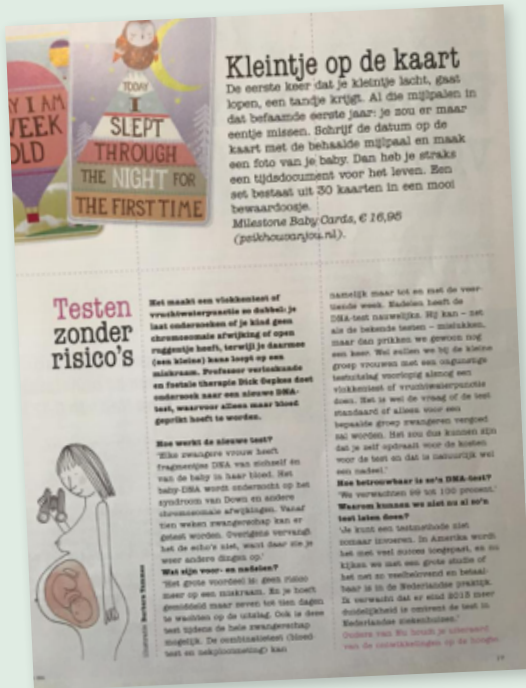 Y I AM
WEEK
OLD
TODAY
I
SLEPT
THROUGH
THE NIGHT FOR
THE FIRST TIME
Kleintje op de kaart
De eerste keer dat je kleintje lacht, gaat
lopen, een tandje krijgt. Al die mijlpalen in
dat befaamde eerste jaar: je zou er maar
eentje missen. Schrijf de datum op de
kaart met de behaalde mijlpaal en maak
een foto van je baby. Dan heb je straks
een tijdsdocument voor het leven. Een
set bestaat uit 30 kaarten in een mooi
bewaardoosje.
Milestone Baby Cards, € 16,95
(psikhouvanjou.nl).
Testen
zonder
risico's
Het maakt een vlokkentest of
vruchtwaterpunctie zo dubbel: je
laat onderzoeken of je kind geen
chromosomale afwijking of open
ruggetje heeft, terwijl je daarmee
(een kleine) kans loopt op een
miskraam. Professor verloskunde
en foetale therapie Dick Oepkes doet
onderzoek naar een nieuwe DNA-
test, waarvoor alleen maar bloed
geprikt hoeft te worden.
Hoe werkt de nieuwe test?
'Elke zwangere vrouw heeft
fragmentjes DNA van zichzelf én
van de baby in haar bloed. Het
baby-DNA wordt onderzocht op het
syndroom van Down en andere
chromosomale afwijkingen. Vanaf
tien weken zwangerschap kan er
getest worden. Overigens vervangt
het de echo's niet, want daar zie je
weer andere dingen op.'
Wat zijn voor- en nadelen?
'Het grote voordeel is: geen risico
meer op een miskraam. En je hoeft
gemiddeld maar zeven tot tien dagen
te wachten op de uitslag. Ook is deze
test tijdens de hele zwangerschap
mogelijk. De combinatietest (bloed-
test en nekplooimeting) kan
namelijk maar tot en met de veer-
tiende week. Nadelen heeft de
DNA-test nauwelijks. Hij kan – net
als de bekende testen – mislukken,
maar dan prikken we gewoon nog
een keer. Wel zullen we bij de kleine
groep vrouwen met een ongunstige
testuitslag voorlopig alsnog een
vlokkentest of vruchtwaterpunctie
doen. Het is wel de vraag of de test
standaard of alleen voor een
bepaalde groep zwangeren vergoed
zal worden. Het zou dus kunnen zijn
dat je zelf opdraait voor de kosten
voor de test en dat is natuurlijk wel
een nadeel.'
Hoe betrouwbaar is zo'n DNA-test?
'We verwachten 99 tot 100 procent.'
Waarom kunnen we niet nu al zo'n
test laten doen?
'Je kunt een testmethode niet
zomaar invoeren. In Amerika wordt
het met veel succes toegepast, en nu
kijken we met een grote studie of
het net zo veelbelovend en betaal-
baar is in de Nederlandse praktijk.
Ik verwacht dat er eind 2013 meer
duidelijkheid is omtrent de test in
Nederlandse ziekenhuizen.'
Ouders van Nu houdt je uiteraard
van de ontwikkelingen op de hoogte.
Illustratie Barbara Tammes